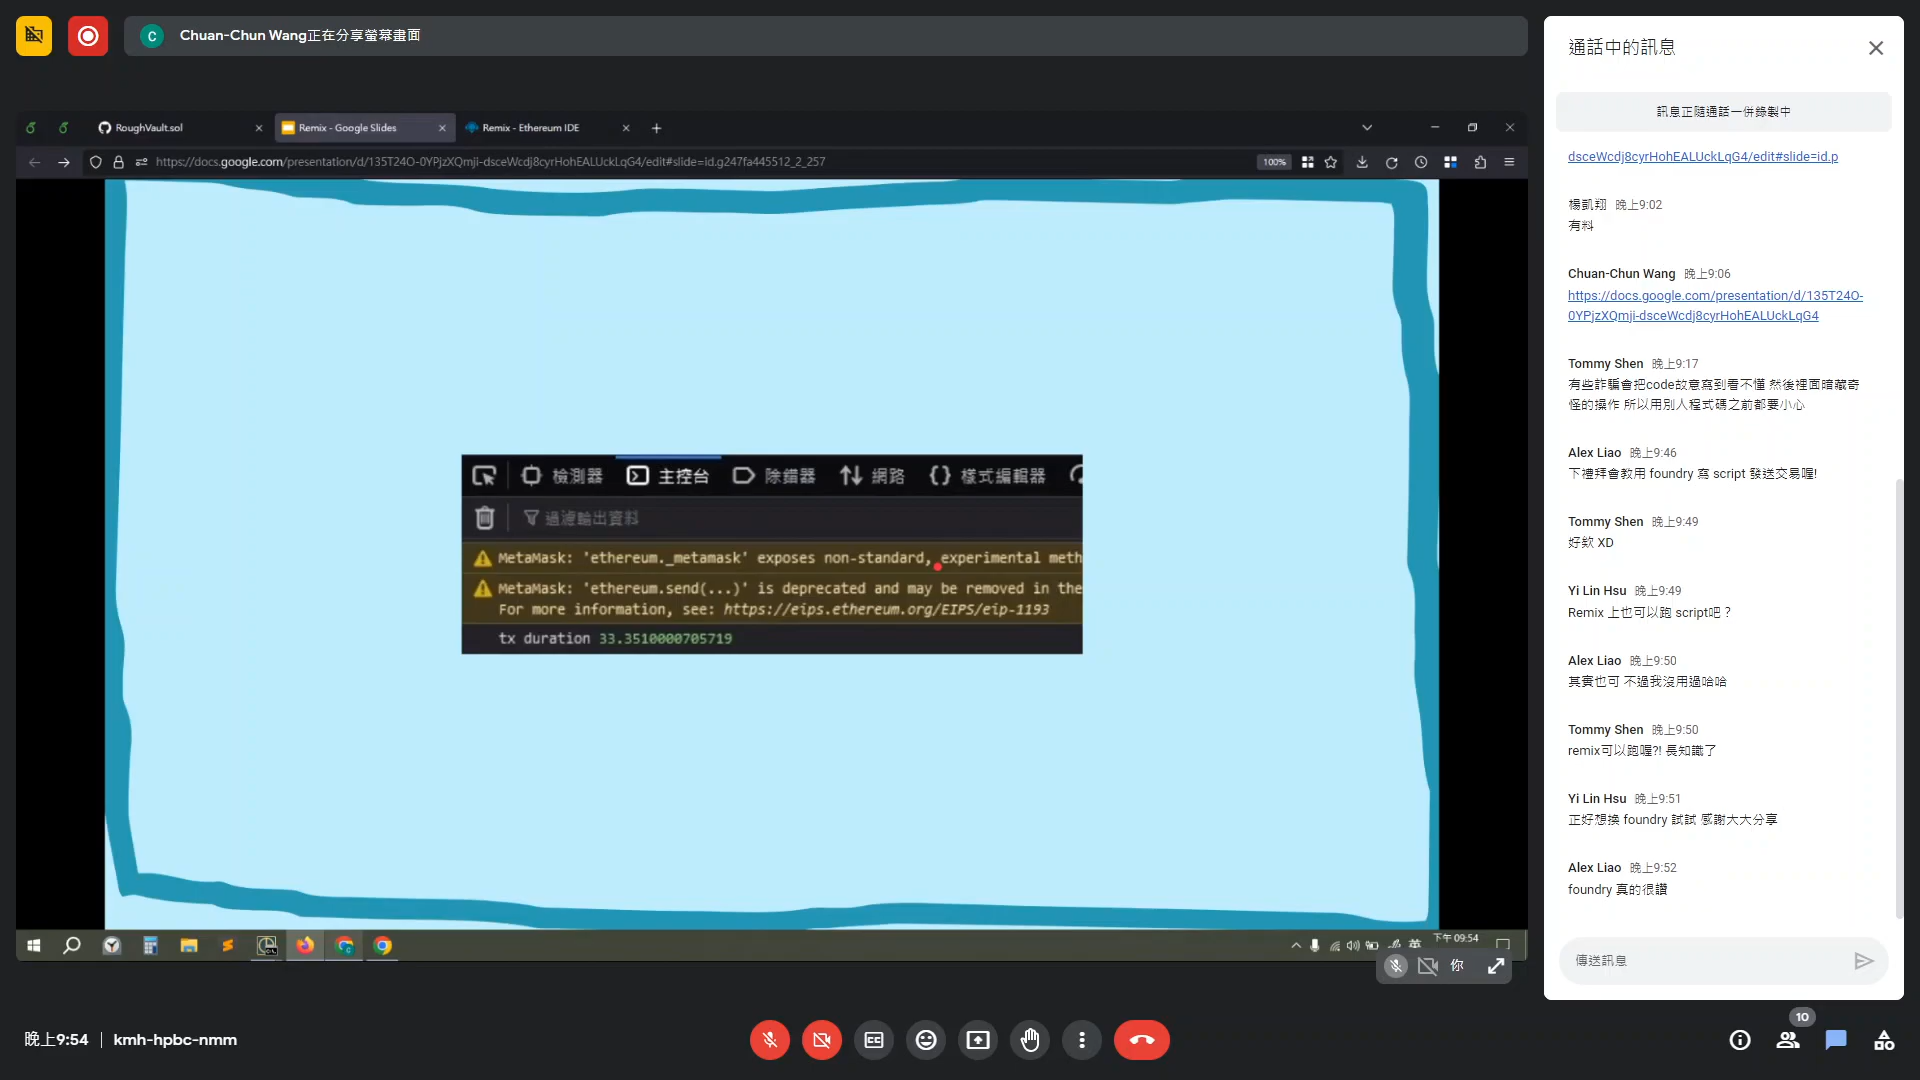 C Chuan-Chun Wang正在分享螢幕畫面
RoughVault.sol
Remix - Google Slides
Remix - Ethereum IDE
https://docs.google.com/presentation/d/135T24O-0YPjzXQmji-dsceWcdj8cyrHohEALUckLqG4/edit#slide=id.g247fa445512_2_257
100%
檢測器 主控台 除錯器 網路 樣式編輯器
過濾輸出資料
MetaMask: 'ethereum._metamask' exposes non-standard, experimental meth
MetaMask: 'ethereum.send(...)' is deprecated and may be removed in the
For more information, see: https://eips.ethereum.org/EIPS/eip-1193
tx duration 33.3510000705719
英
下午 09:54
你
晚上9:54 | kmh-hpbc-nmm
通話中的訊息
訊息正隨通話一併錄製中
dsceWcdj8cyrHohEALUckLqG4/edit#slide=id.p
楊凱翔 晚上9:02
有料
Chuan-Chun Wang 晚上9:06
https://docs.google.com/presentation/d/135T24O-
0YPjzXQmji-dsceWcdj8cyrHohEALUckLqG4
Tommy Shen 晚上9:17
有些詐騙會把code故意寫到看不懂 然後裡面暗藏奇
怪的操作 所以用別人程式碼之前都要小心
Alex Liao 晚上9:46
下禮拜會教用 foundry 寫 script 發送交易喔!
Tommy Shen 晚上9:49
好欸 XD
Yi Lin Hsu 晚上9:49
Remix 上也可以跑 script吧？
Alex Liao 晚上9:50
其實也可 不過我沒用過哈哈
Tommy Shen 晚上9:50
remix可以跑喔?! 長知識了
Yi Lin Hsu 晚上9:51
正好想換 foundry 試試 感謝大大分享
Alex Liao 晚上9:52
foundry 真的很讚
傳送訊息
10